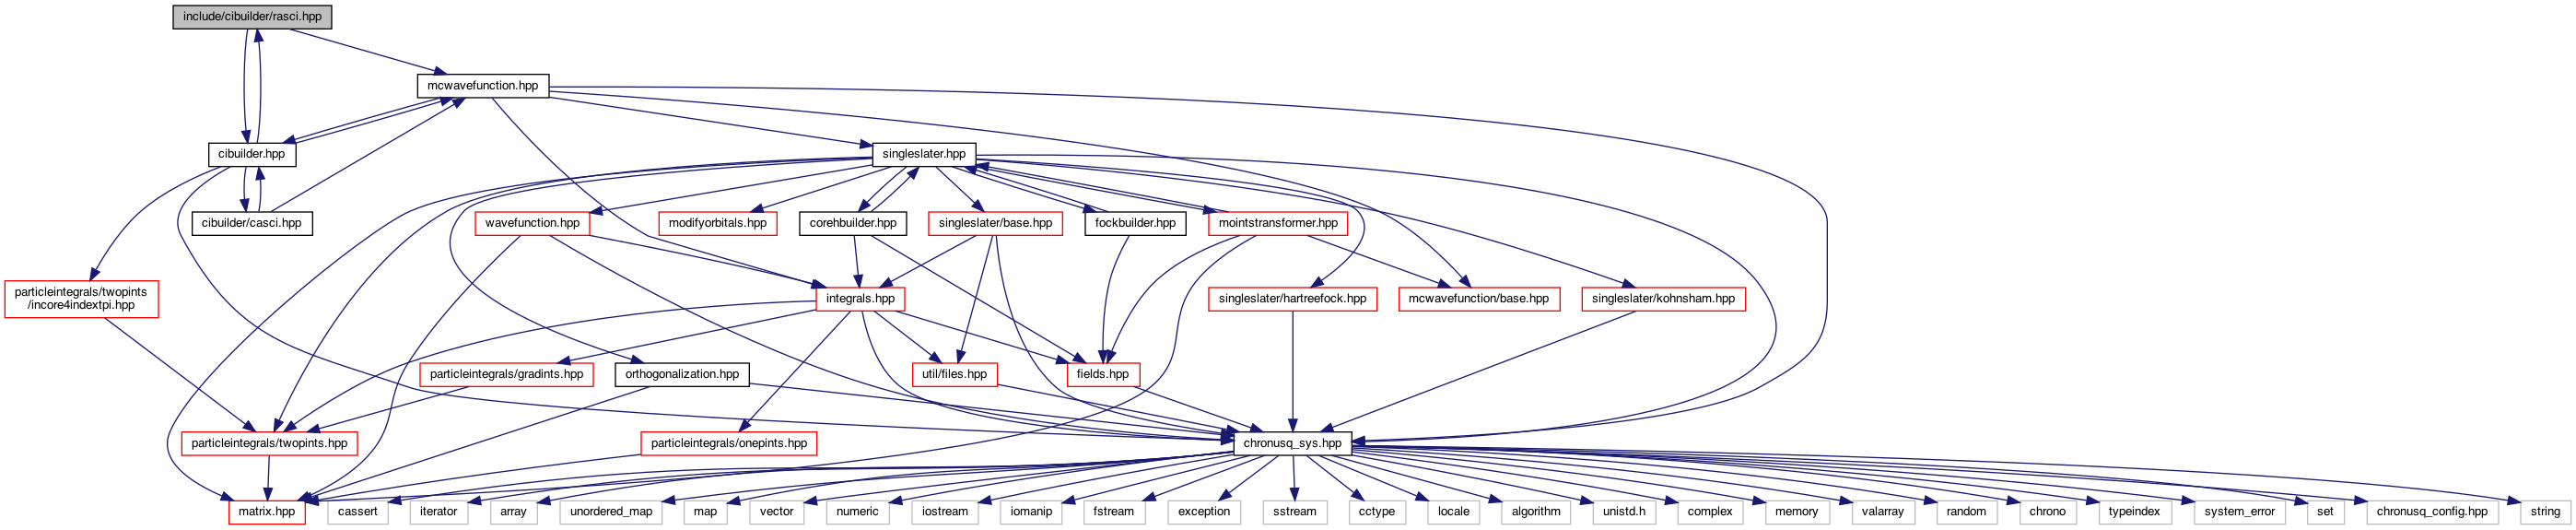 include/cibuilder/rasci.hpp
mcwavefunction.hpp
cibuilder.hpp
singleslater.hpp
cibuilder/casci.hpp
wavefunction.hpp
modifyorbitals.hpp
corehbuilder.hpp
singleslater/base.hpp
fockbuilder.hpp
mointstransformer.hpp
particleintegrals/twopints
/incore4indextpi.hpp
integrals.hpp
singleslater/hartreefock.hpp
mcwavefunction/base.hpp
singleslater/kohnsham.hpp
particleintegrals/gradints.hpp
orthogonalization.hpp
util/files.hpp
fields.hpp
particleintegrals/twopints.hpp
particleintegrals/onepints.hpp
chronusq_sys.hpp
matrix.hpp
cassert
iterator
array
unordered_map
map
vector
numeric
iostream
iomanip
fstream
exception
sstream
cctype
locale
algorithm
unistd.h
complex
memory
valarray
random
chrono
typeindex
system_error
set
chronusq_config.hpp
string